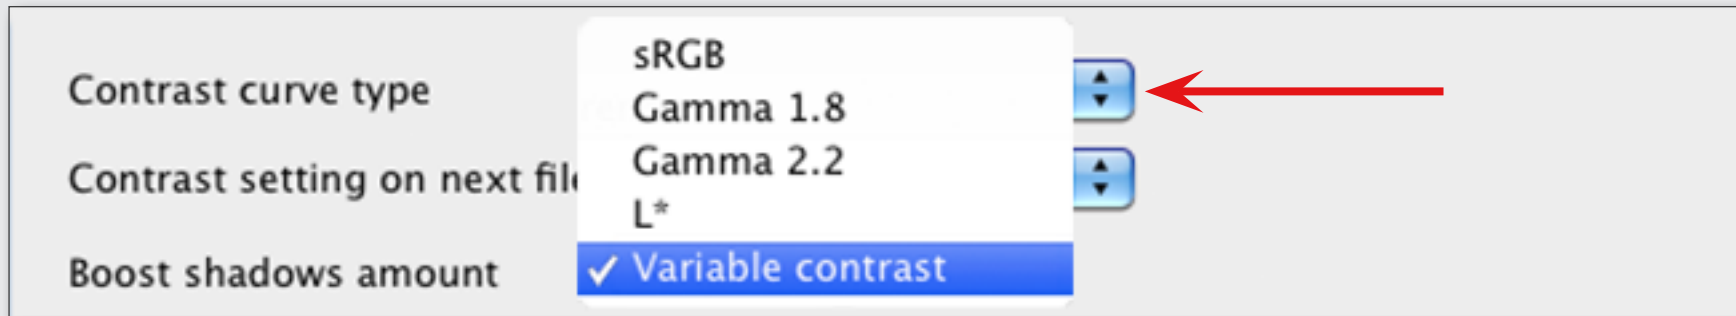 sRGB
Contrast curve type
Gamma 1.8
Gamma 2.2
Contrast setting on next
L*
Boost shadows amount
Variable contrast